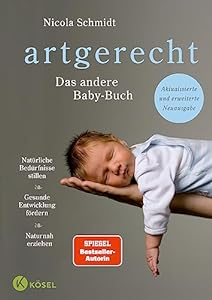 Nicola Schmidt
artgerecht
Das andere
Baby-Buch
Aktualisierte
und erweiterte
Neuausgabe
Natürliche
Bedürfnisse
stillen
Gesunde
Entwicklung
fördern
Naturnah
erziehen
SPIEGEL
Bestseller-
Autorin
KÖSEL